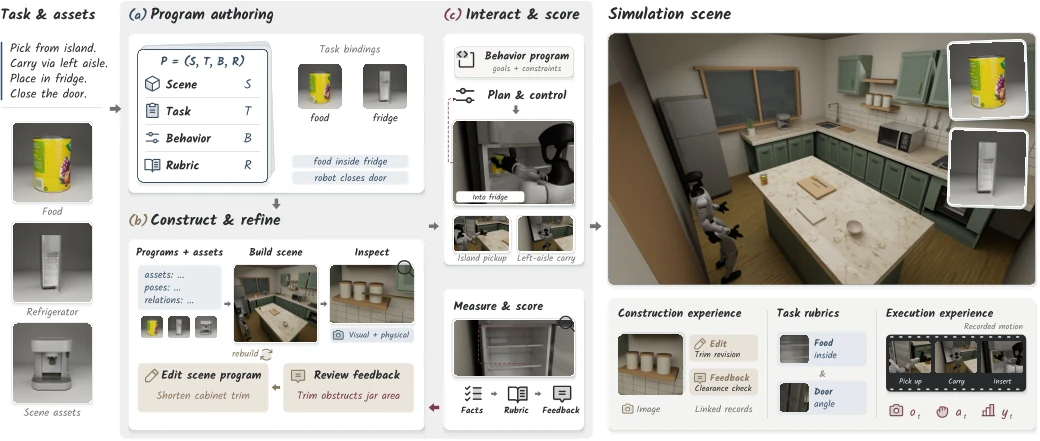 Task & assets
Pick from island.
Carry via left aisle.
Place in fridge.
Close the door.
Food
Refrigerator
Scene assets
(a) Program authoring
P = (S, T, B, R)
Scene S
Task T
Behavior B
Rubric R
Task bindings
food
fridge
food inside fridge
robot closes door
(b) Construct & refine
Programs + assets
Build scene
Inspect
assets: ...
poses: ...
relations: ...
Visual + physical
rebuild
Edit scene program
Shorten cabinet trim
Review feedback
Trim obstructs jar area
(c) Interact & score
Behavior program
goals + constraints
Plan & control
Into fridge
Island pickup
Left-aisle carry
Measure & score
Facts
Rubric
Feedback
Simulation scene
Construction experience
Edit
Trim revision
Feedback
Clearance check
Image
Linked records
Task rubrics
Food
inside
&
Door
angle
Execution experience
Recorded motion
Pick up
Carry
Insert
o t
a t
y t